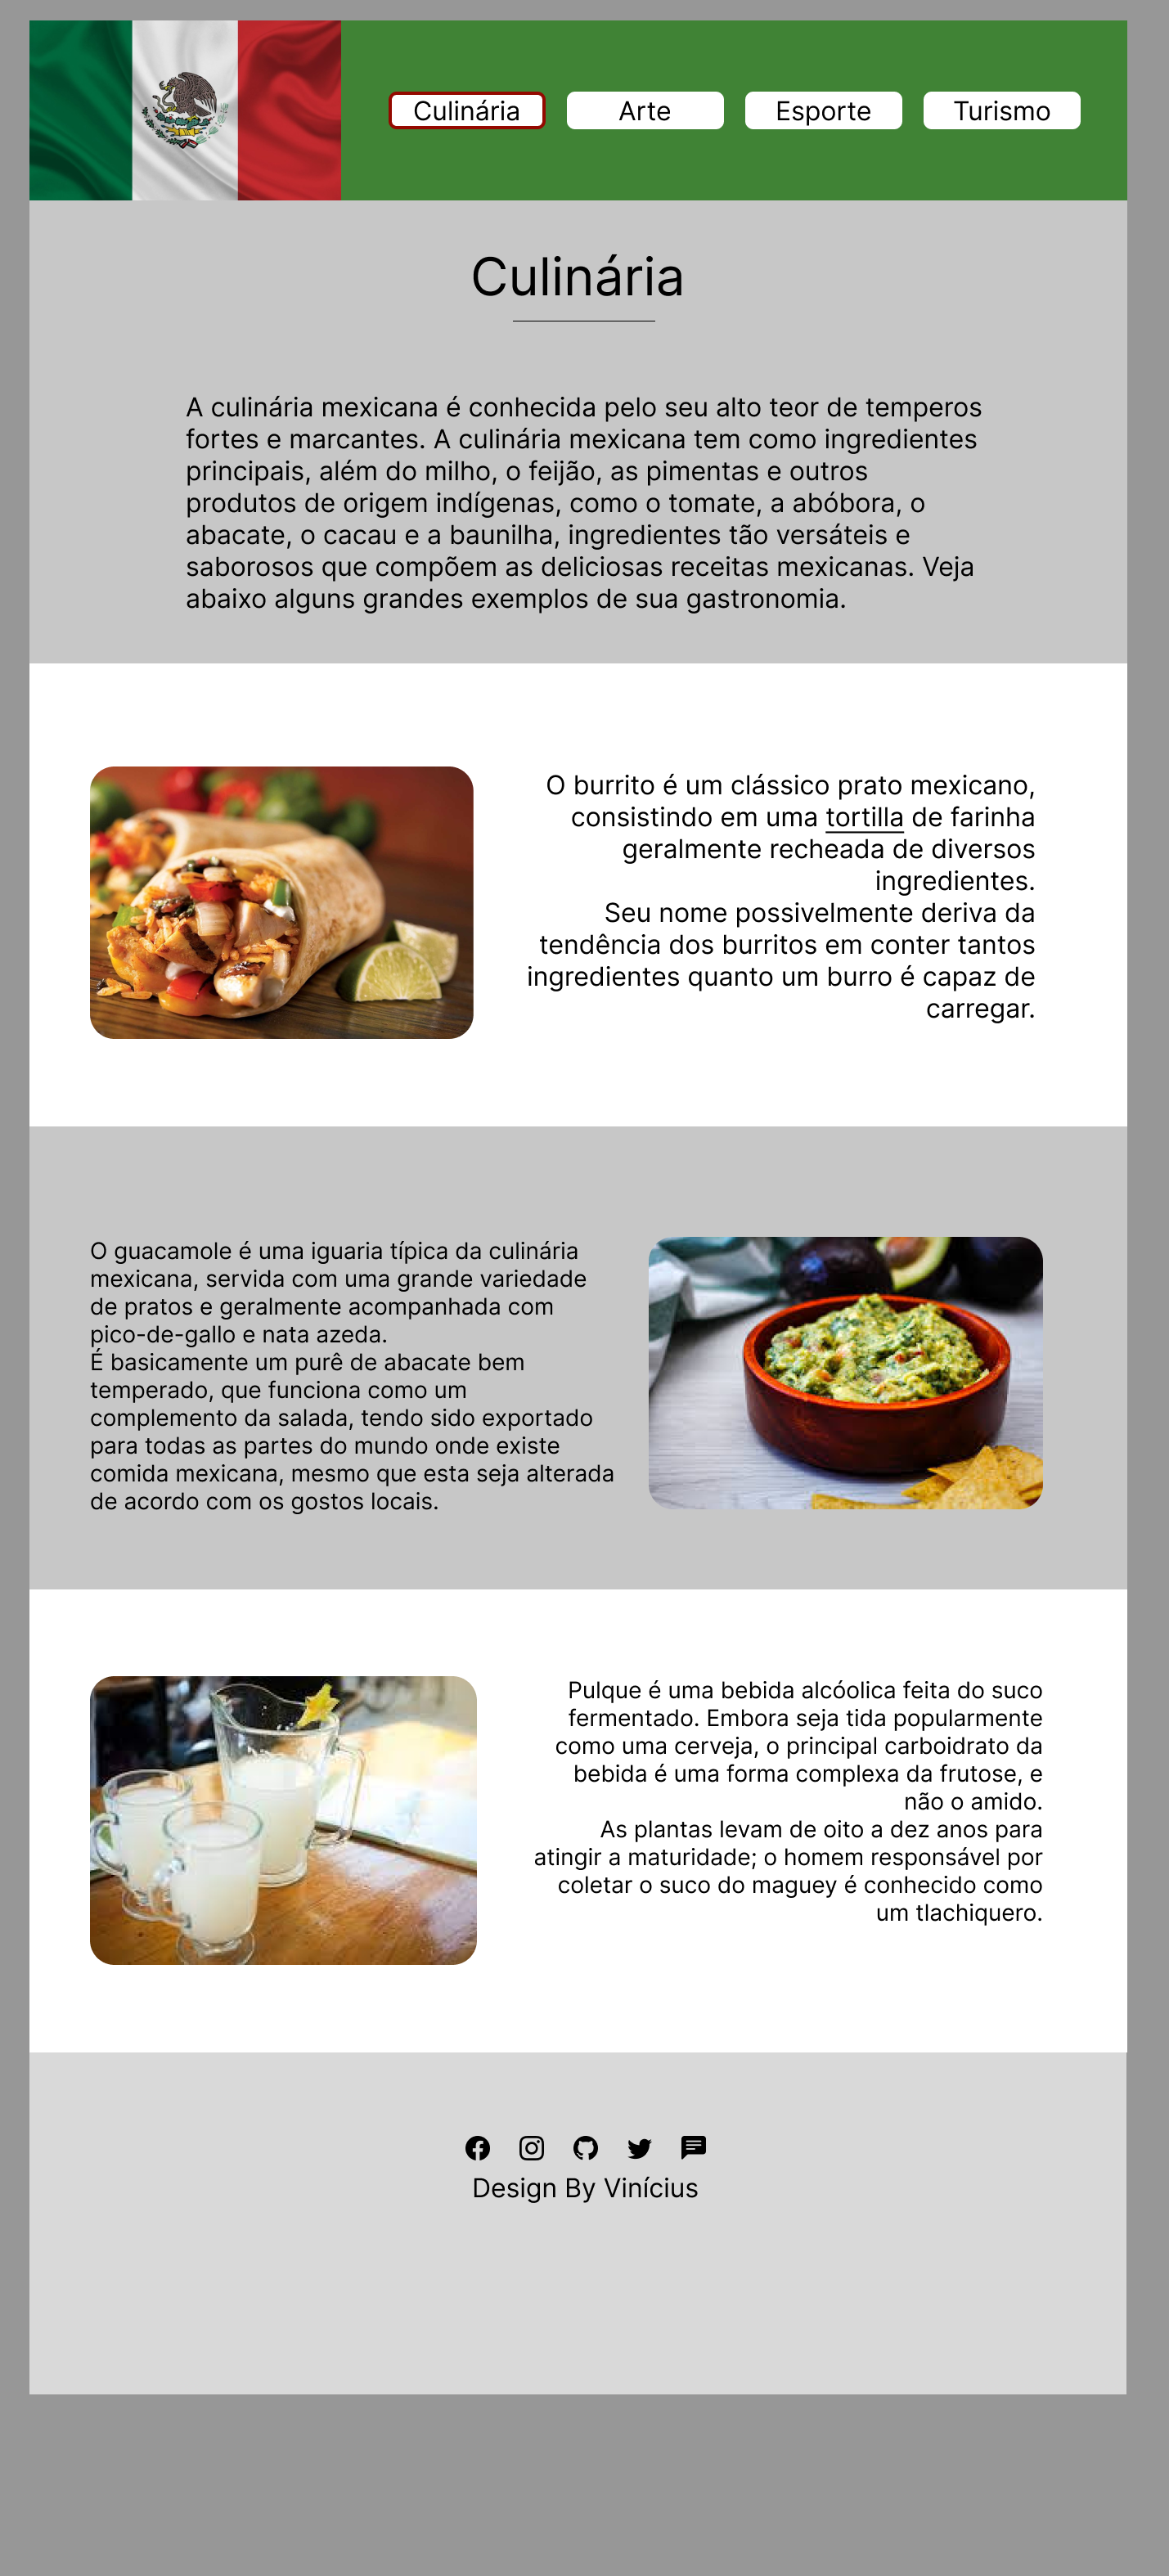 Culinária
Arte
Esporte
Turismo
Culinária
A culinária mexicana é conhecida pelo seu alto teor de temperos
fortes e marcantes. A culinária mexicana tem como ingredientes
principais, além do milho, o feijão, as pimentas e outros
produtos de origem indígenas, como o tomate, a abóbora, o
abacate, o cacau e a baunilha, ingredientes tão versáteis e
saborosos que compõem as deliciosas receitas mexicanas. Veja
abaixo alguns grandes exemplos de sua gastronomia.
O burrito é um clássico prato mexicano,
consistindo em uma tortilla de farinha
geralmente recheada de diversos
ingredientes.
Seu nome possivelmente deriva da
tendência dos burritos em conter tantos
ingredientes quanto um burro é capaz de
carregar.
O guacamole é uma iguaria típica da culinária
mexicana, servida com uma grande variedade
de pratos e geralmente acompanhada com
pico-de-gallo e nata azeda.
É basicamente um purê de abacate bem
temperado, que funciona como um
complemento da salada, tendo sido exportado
para todas as partes do mundo onde existe
comida mexicana, mesmo que esta seja alterada
de acordo com os gostos locais.
Pulque é uma bebida alcóolica feita do suco
fermentado. Embora seja tida popularmente
como uma cerveja, o principal carboidrato da
bebida é uma forma complexa da frutose, e
não o amido.
As plantas levam de oito a dez anos para
atingir a maturidade; o homem responsável por
coletar o suco do maguey é conhecido como
um tlachiquero.
Design By Vinícius